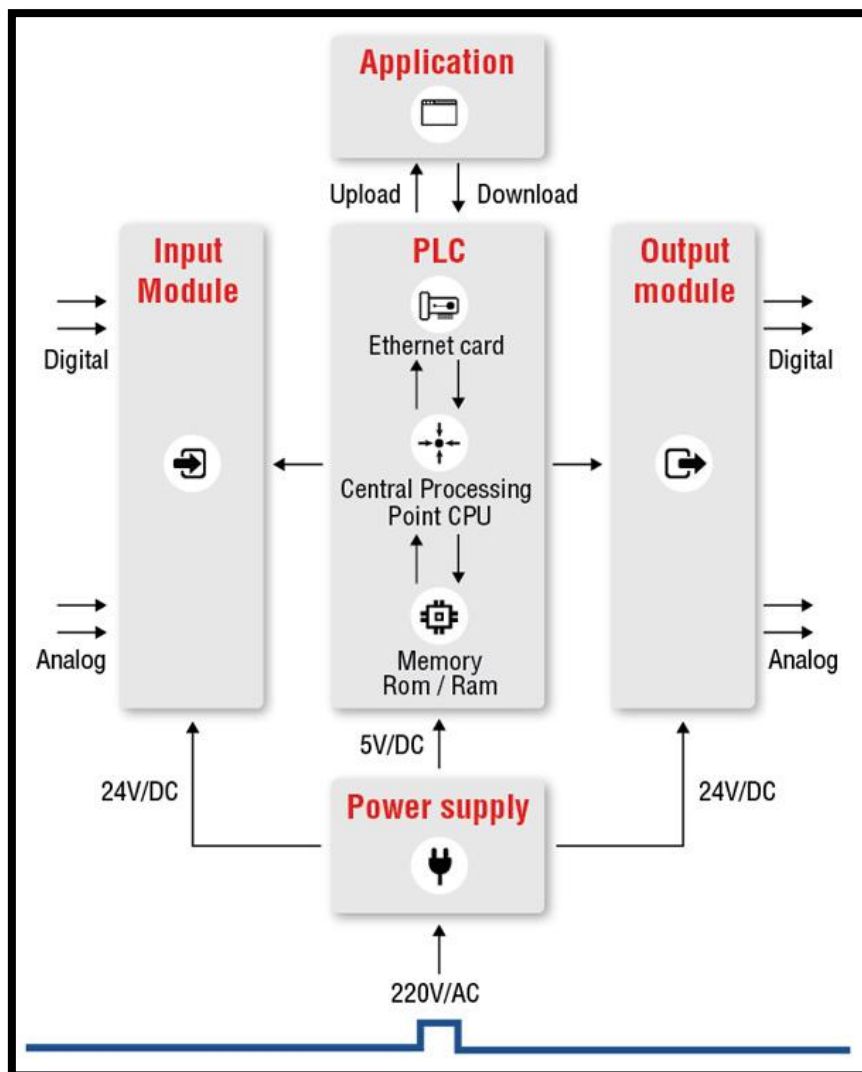 Application
Upload
Download
Input
Module
PLC
Output
module
Ethernet card
Digital
Digital
Central Processing
Point CPU
Memory
Rom / Ram
Analog
Analog
5V/DC
24V/DC
24V/DC
Power supply
220V/AC